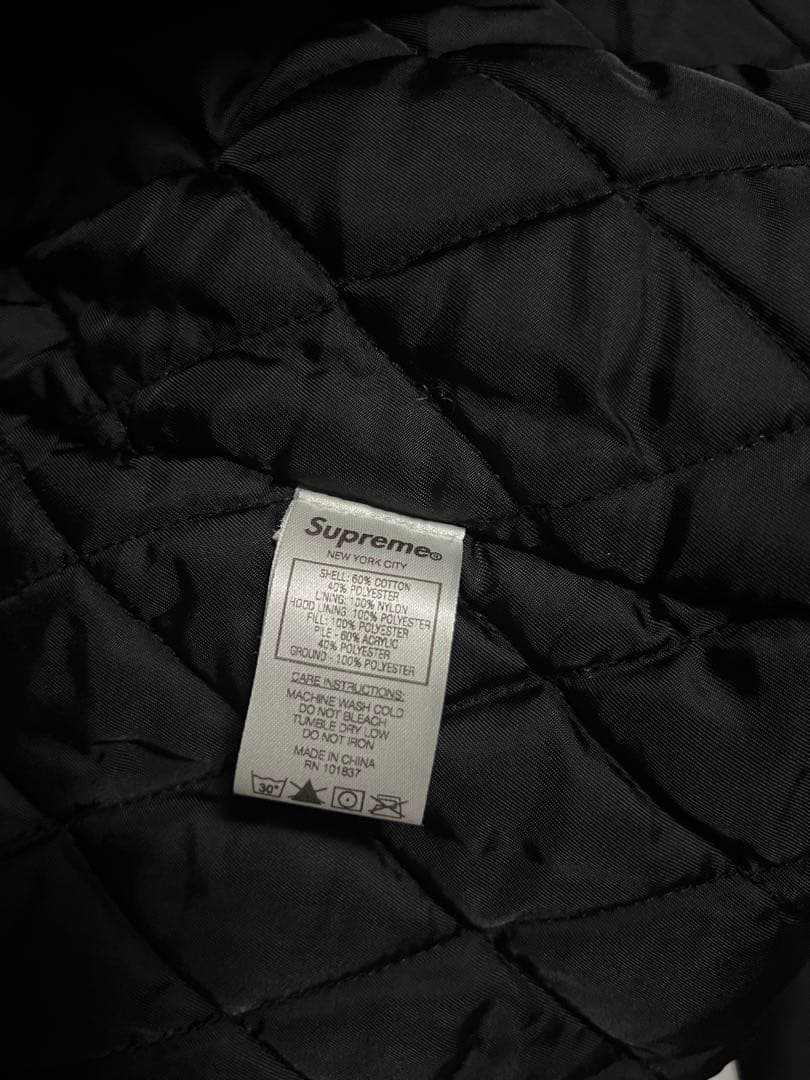 Supreme®
NEW YORK CITY
SHELL: 60% COTTON
40% POLYESTER
LINING: 100% NYLON
HOOD LINING: 100% POLYESTER
FILL: 100% POLYESTER
PILE - 60% ACRYLIC
40% POLYESTER
GROUND - 100% POLYESTER
CARE INSTRUCTIONS:
MACHINE WASH COLD
DO NOT BLEACH
TUMBLE DRY LOW
DO NOT IRON
MADE IN CHINA
RN 101837
30°